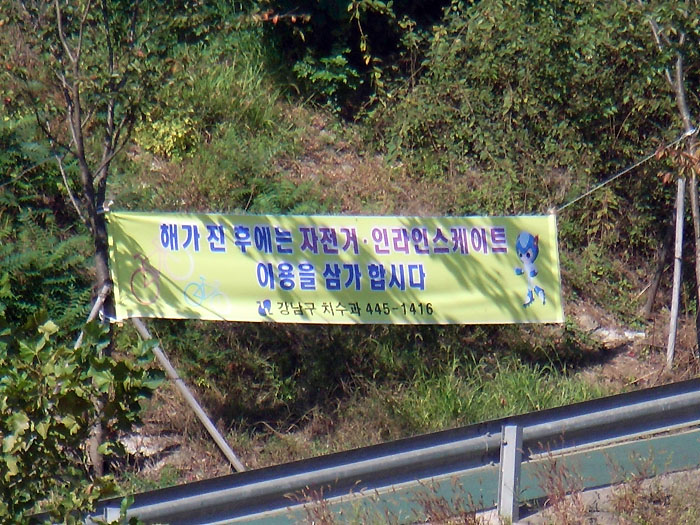 해가 진 후에는 자전거·인라인스케이트
이용을 삼가 합시다
강남구 치수과 445-1416